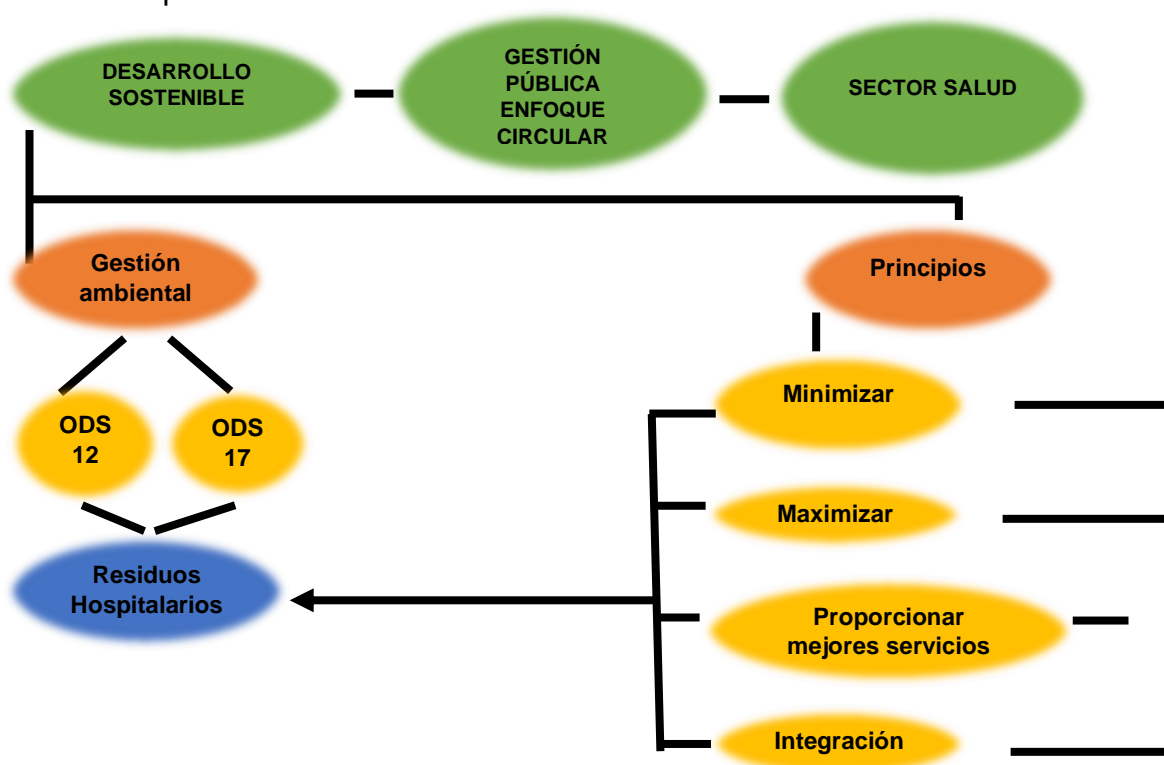 DESARROLLO
SOSTENIBLE
GESTIÓN
PÚBLICA
ENFOQUE
CIRCULAR
SECTOR SALUD
Gestión
ambiental
Principios
ODS
12
ODS
17
Minimizar
Maximizar
Residuos
Hospitalarios
Proporcionar
mejores servicios
Integración